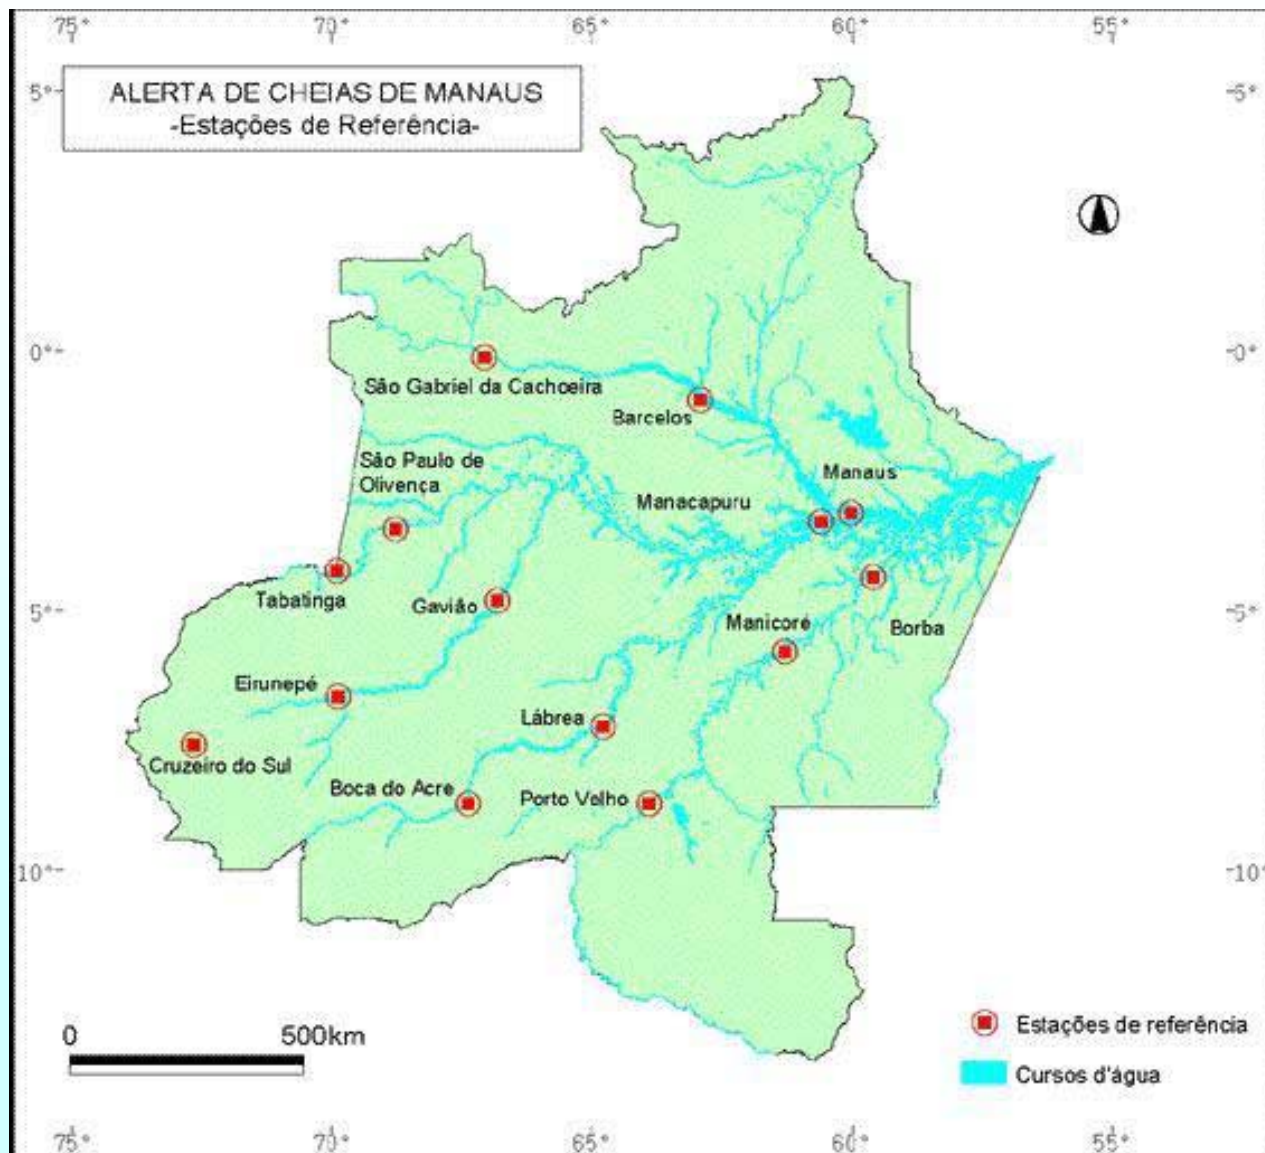 75° 70° 65° 60° 55°
ALERTA DE CHEIAS DE MANAUS
-Estações de Referência-
5° 5°
0° 0°
São Gabriel da Cachoeira
Barcelos
São Paulo de
Olivença
Manaus
Manacapuru
Tabatinga
Gavião
5° 5°
Manicoré
Borba
Eirunepé
Lábrea
Cruzeiro do Sul
Boca do Acre
Porto Velho
10° 10°
0 500km
Estações de referência
Cursos d'água
75° 70° 65° 60° 55°